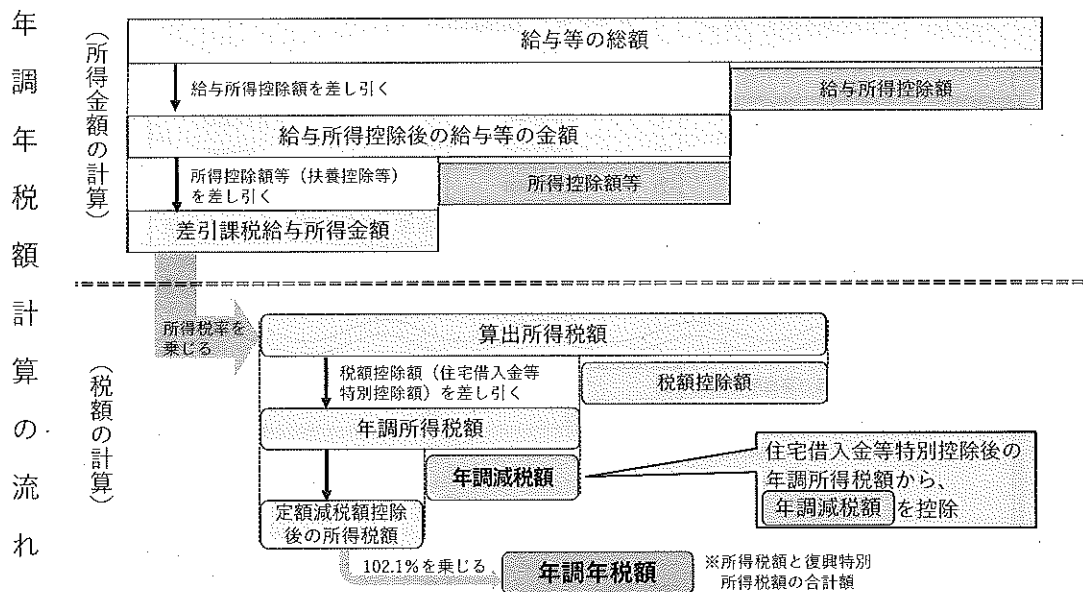 年調年税額計算の流れ
（所得金額の計算）
給与等の総額
給与所得控除額を差し引く
給与所得控除額
給与所得控除後の給与等の金額
所得控除額等（扶養控除等）
を差し引く
所得控除額等
差引課税給与所得金額
（税額の計算）
所得税率を
乗じる
算出所得税額
税額控除額（住宅借入金等
特別控除額）を差し引く
税額控除額
年調所得税額
年調減税額
住宅借入金等特別控除後の
年調所得税額から、
年調減税額 を控除
定額減税額控除
後の所得税額
102.1%を乗じる
年調年税額
※所得税額と復興特別
所得税額の合計額